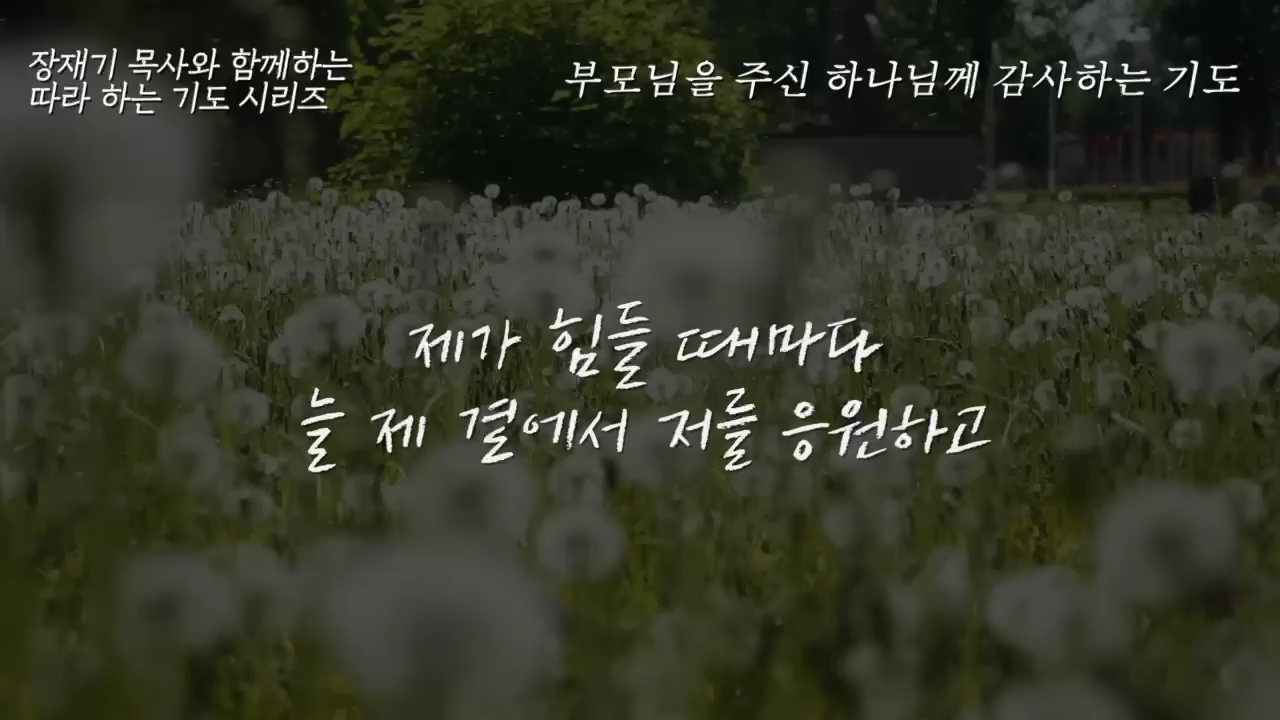 장재기 목사와 함께하는
따라 하는 기도 시리즈
부모님을 주신 하나님께 감사하는 기도
제가 힘들 때마다
늘 제 곁에서 저를 응원하고